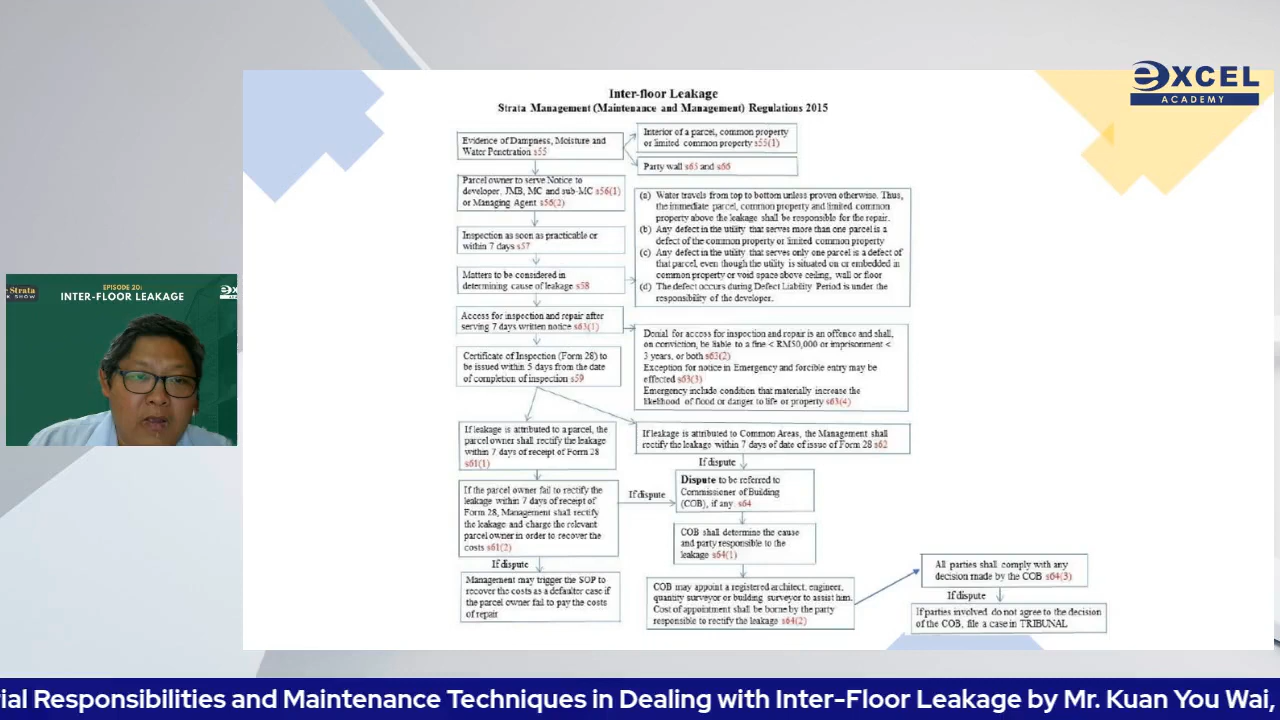 eXCEL
ACADEMY
Inter-floor Leakage
Strata Management (Maintenance and Management) Regulations 2015
Evidence of Dampness, Moisture and
Water Penetration s55
Interior of a parcel, common property
or limited common property s55(1)
Party wall s65 and s66
Parcel owner to serve Notice to
developer, JMB, MC and sub-MC s56(1)
or Managing Agent s56(2)
Inspection as soon as practicable or
within 7 days s57
Matters to be considered in
determining cause of leakage s58
(a) Water travels from top to bottom unless proven otherwise. Thus,
the immediate parcel, common property and limited common
property above the leakage shall be responsible for the repair.
(b) Any defect in the utility that serves more than one parcel is a
defect of the common property or limited common property
(c) Any defect in the utility that serves only one parcel is a defect of
that parcel, even though the utility is situated on or embedded in
common property or void space above ceiling, wall or floor
(d) The defect occurs during Defect Liability Period is under the
responsibility of the developer.
Access for inspection and repair after
serving 7 days written notice s63(1)
Denial for access for inspection and repair is an offence and shall,
on conviction, be liable to a fine < RM50,000 or imprisonment <
3 years, or both s63(2)
Exception for notice in Emergency and forcible entry may be
effected s63(3)
Emergency include condition that materially increase the
likelihood of flood or danger to life or property s63(4)
Certificate of Inspection (Form 28) to
be issued within 5 days from the date
of completion of inspection s59
If leakage is attributed to a parcel, the
parcel owner shall rectify the leakage
within 7 days of receipt of Form 28
s61(1)
If leakage is attributed to Common Areas, the Management shall
rectify the leakage within 7 days of date of issue of Form 28 s62
If dispute
If the parcel owner fail to rectify the
leakage within 7 days of receipt of
Form 28, Management shall rectify
the leakage and charge the relevant
parcel owner in order to recover the
costs s61(2)
If dispute
Dispute to be referred to
Commissioner of Building
(COB), if any. s64
COB shall determine the cause
and party responsible to the
leakage s64(1)
If dispute
Management may trigger the SOP to
recover the costs as a defaulter case if
the parcel owner fail to pay the costs
of repair
COB may appoint a registered architect, engineer,
quantity surveyor or building surveyor to assist him.
Cost of appointment shall be borne by the party
responsible to rectify the leakage s64(2)
All parties shall comply with any
decision made by the COB s64(3)
If dispute
If parties involved do not agree to the decision
of the COB, file a case in TRIBUNAL
Strata
K SHOW
EPISODE 20:
INTER-FLOOR LEAKAGE
ial Responsibilities and Maintenance Techniques in Dealing with Inter-Floor Leakage by Mr. Kuan You Wai,